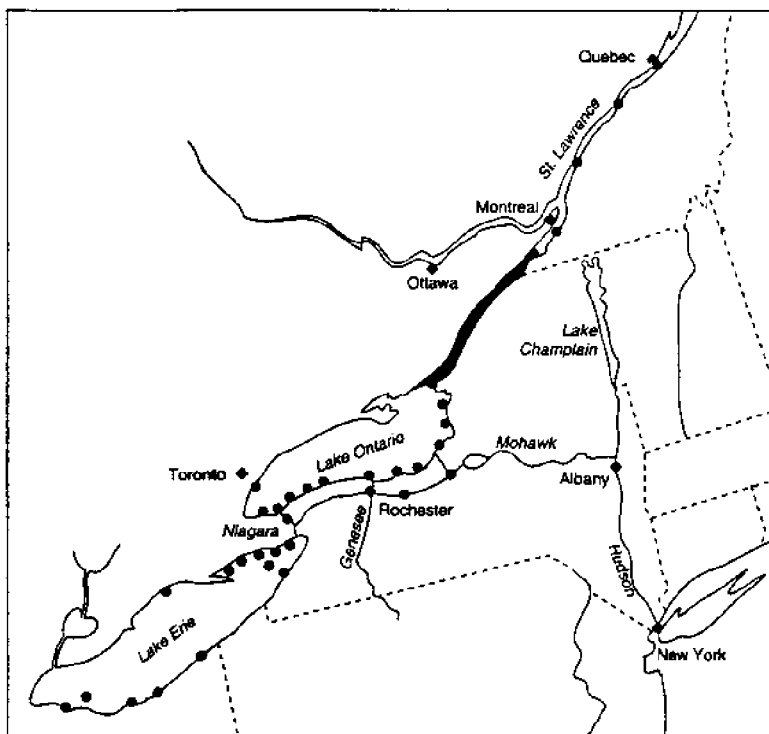 Quebec
St. Lawrence
Montreal
Ottawa
Lake
Champlain
Lake Ontario
Mohawk
Toronto
Albany
Rochester
Niagara
Genesee
Hudson
Lake Erie
New York